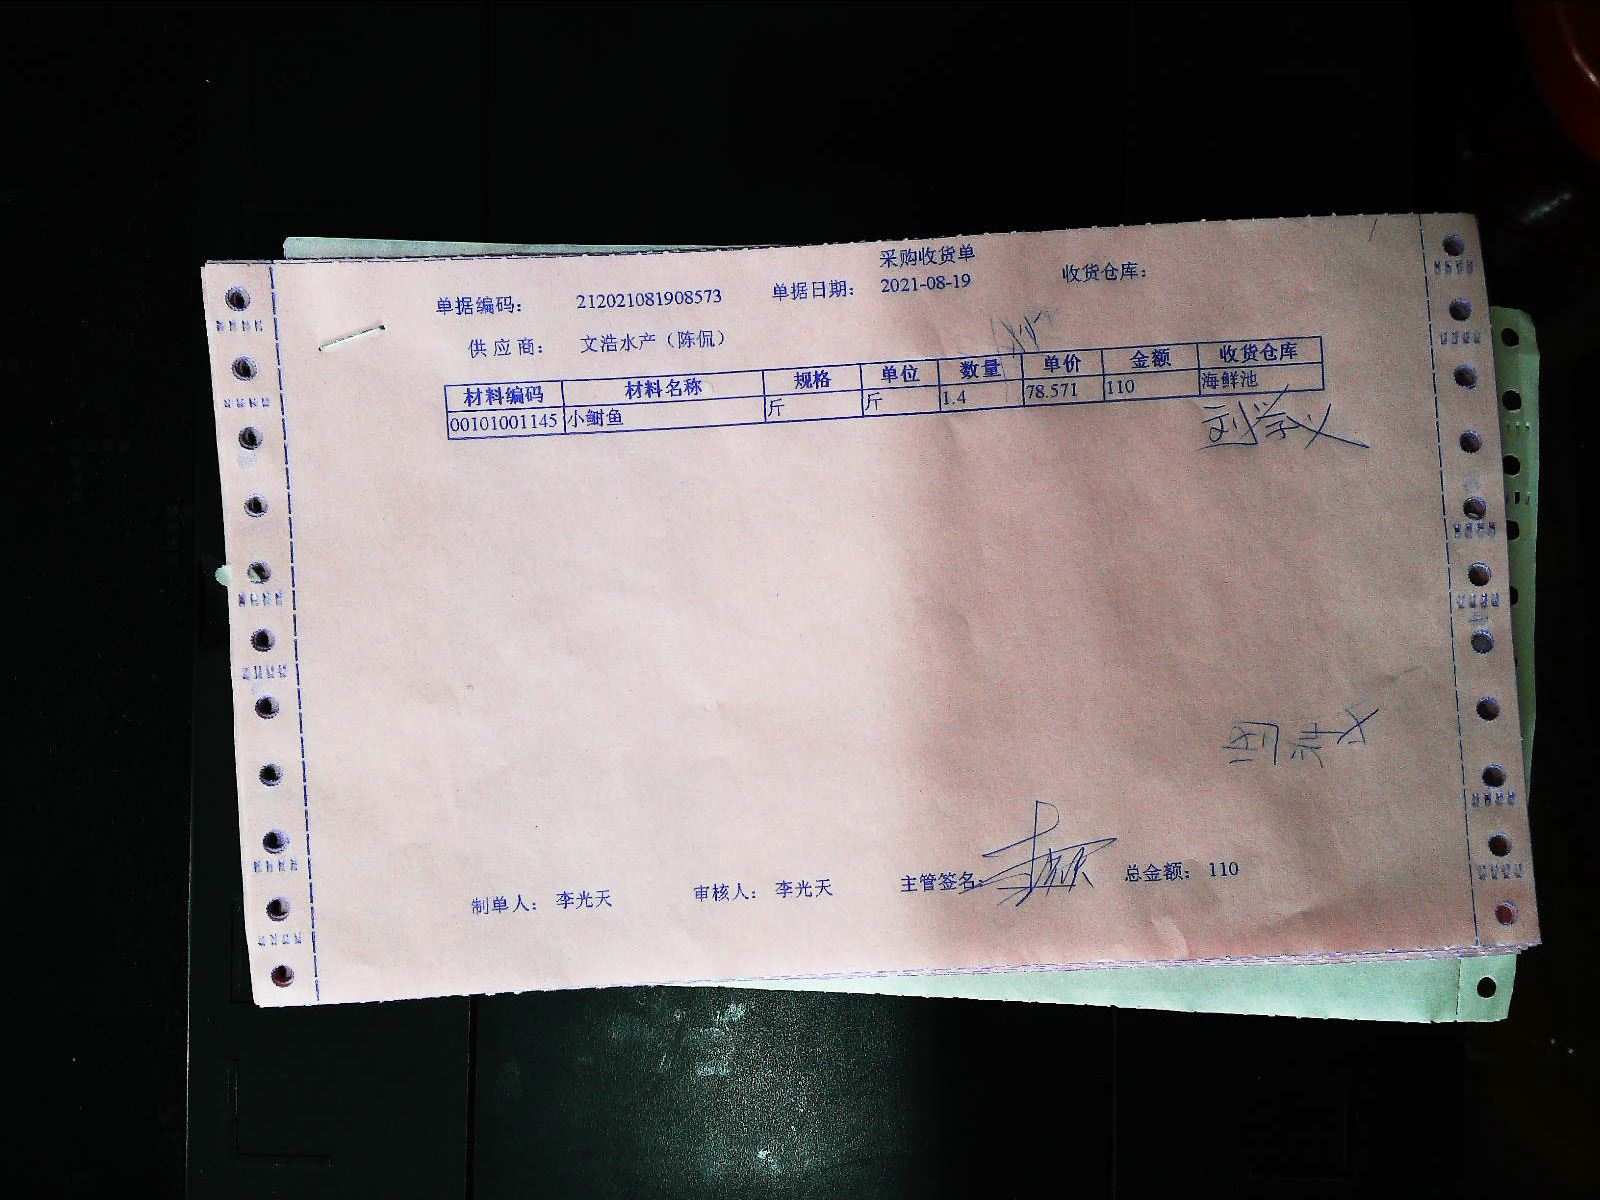 采购收货单
单据编码： 212021081908573 单据日期： 2021-08-19 收货仓库：
供 应 商： 文浩水产（陈侃）
材料编码 材料名称 规格 单位 数量 单价 金额 收货仓库
00101001145 小鲥鱼 斤 斤 1.4 78.571 110 海鲜池
刘学义
制单人： 李光天 审核人： 李光天 主管签名： 总金额： 110